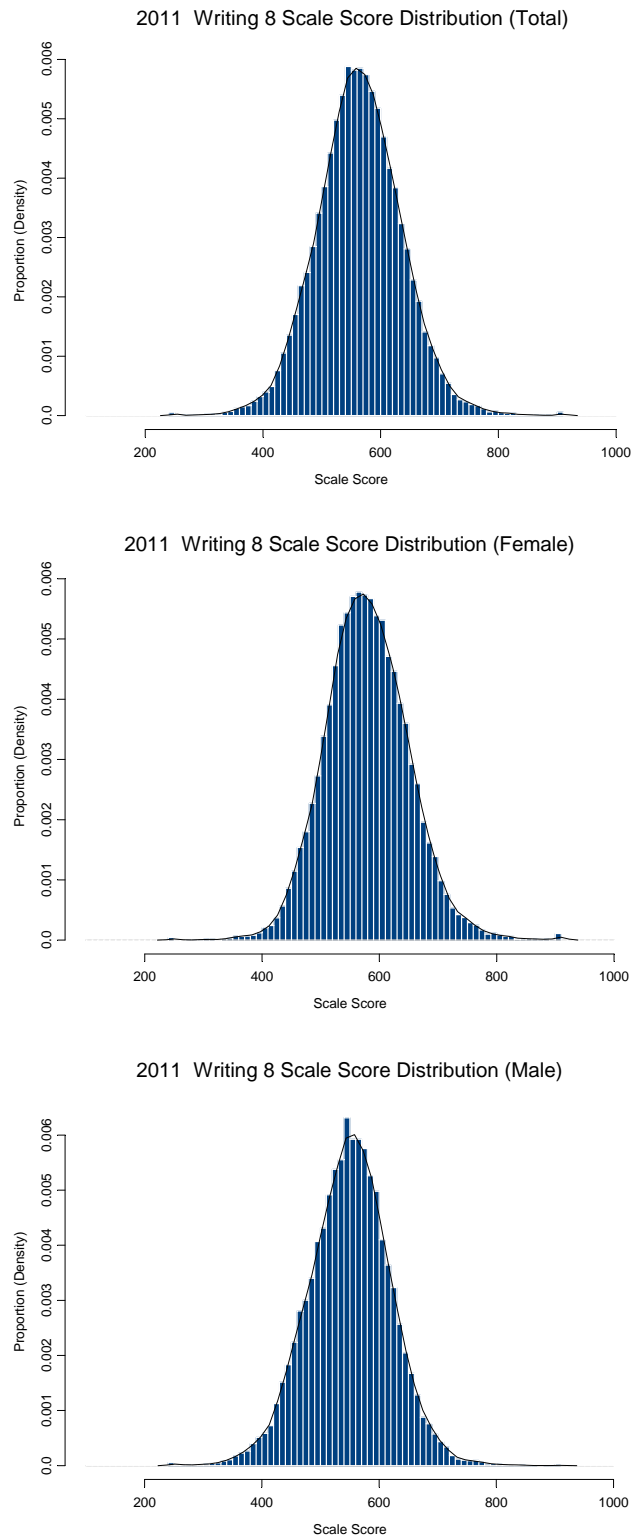 2011 Writing 8 Scale Score Distribution (Total)
Proportion (Density)
0.006
0.005
0.004
0.003
0.002
0.001
0.0
200 400 600 800 1000
Scale Score
2011 Writing 8 Scale Score Distribution (Female)
Proportion (Density)
0.006
0.005
0.004
0.003
0.002
0.001
0.0
200 400 600 800 1000
Scale Score
2011 Writing 8 Scale Score Distribution (Male)
Proportion (Density)
0.006
0.005
0.004
0.003
0.002
0.001
0.0
200 400 600 800 1000
Scale Score